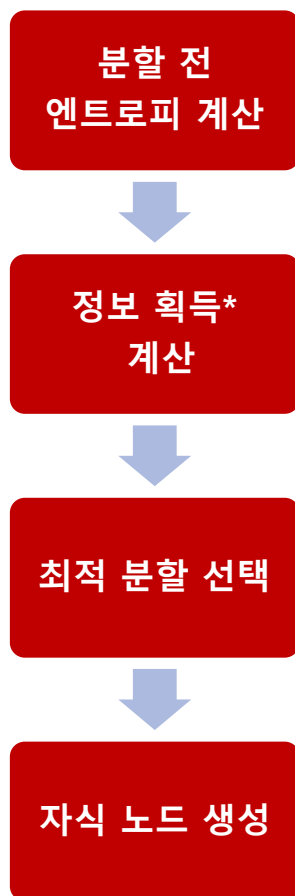 분할 전
엔트로피 계산
정보 획득*
계산
최적 분할 선택
자식 노드 생성